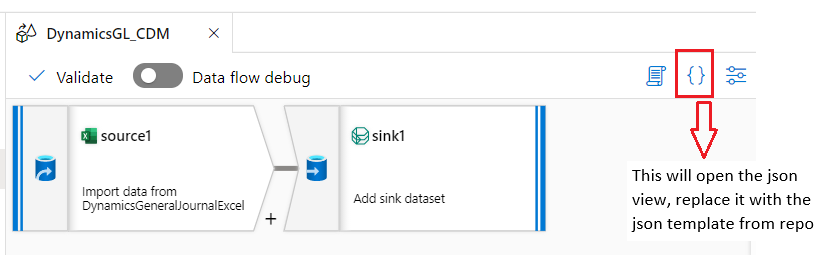 DynamicsGL_CDM
Validate
Data flow debug
{}
source1
Import data from
DynamicsGeneralJournalExcel
+
sink1
Add sink dataset
This will open the json
view, replace it with the
json template from repo